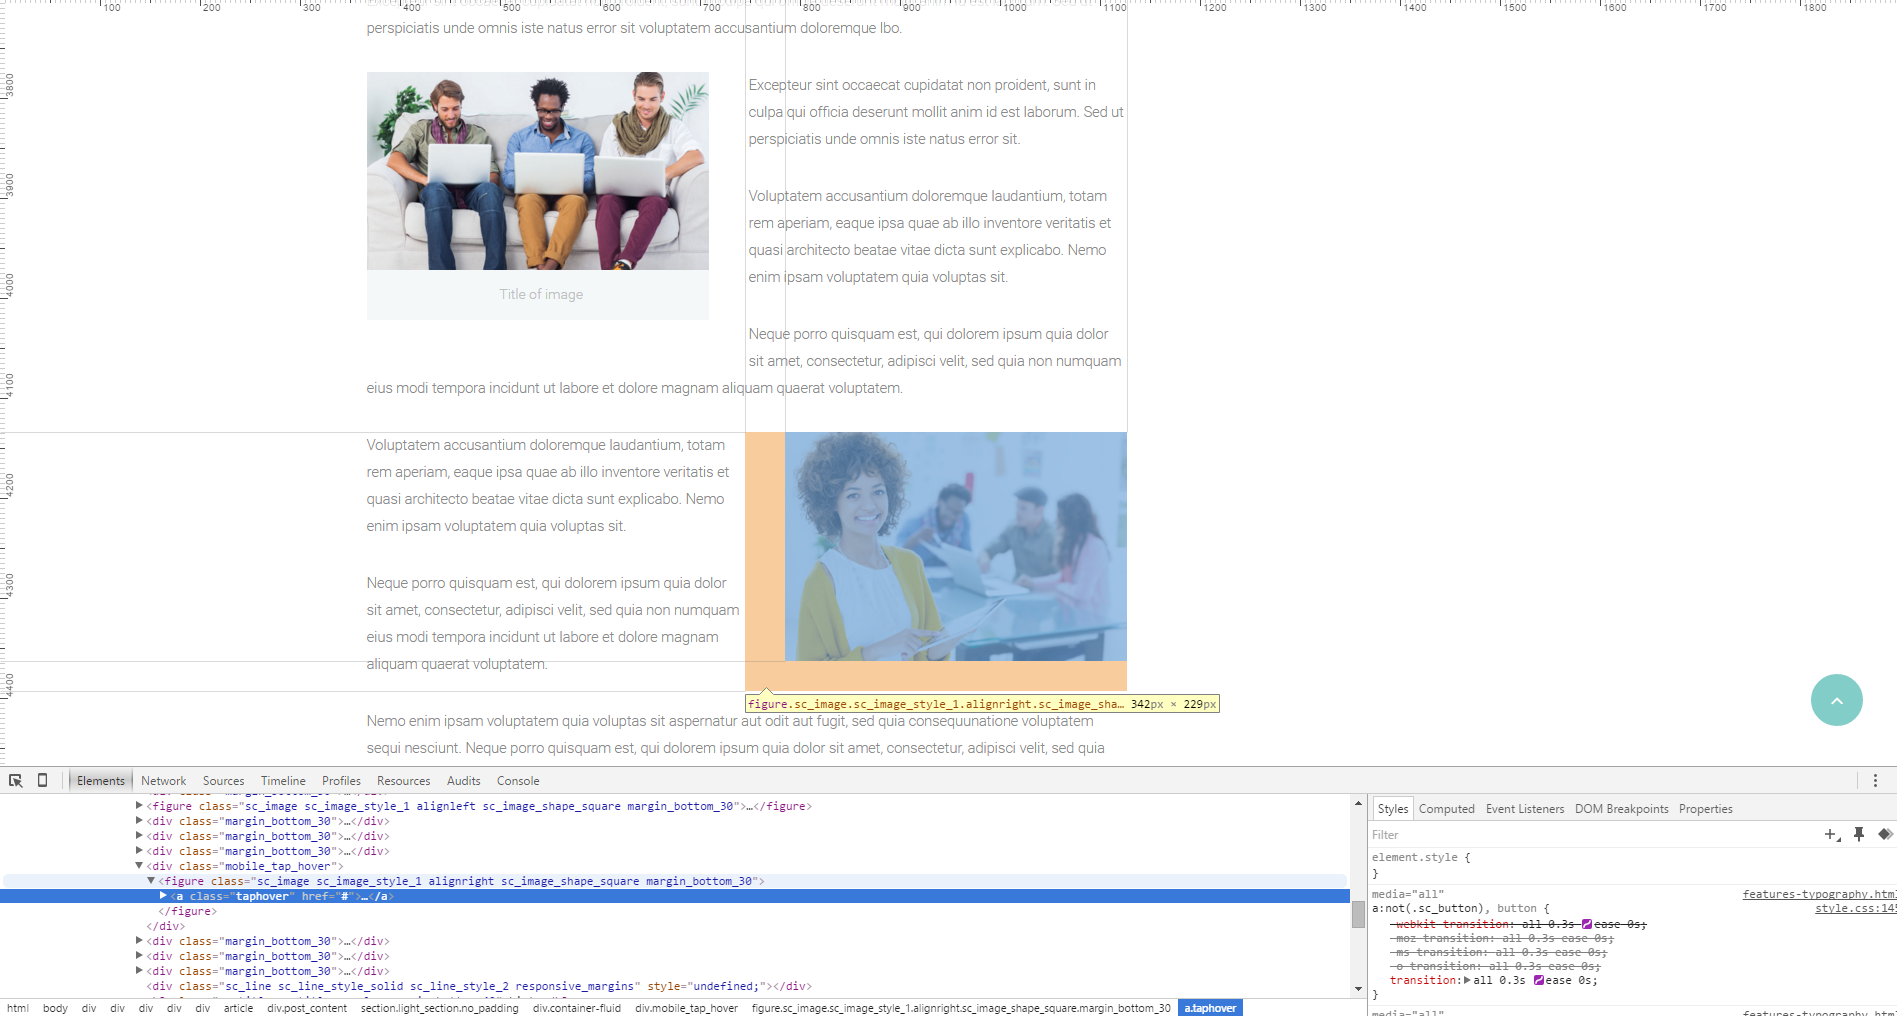 100 200 300 400 500 600 700 800 900 1000 1100 1200 1300 1400 1500 1600 1700 1800
perspiciatis unde omnis iste natus error sit voluptatem accusantium doloremque lbo.
3800
3900
4000
4100
4200
4300
4400
Title of image
Excepteur sint occaecat cupidatat non proident, sunt in
culpa qui officia deserunt mollit anim id est laborum. Sed ut
perspiciatis unde omnis iste natus error sit.
Voluptatem accusantium doloremque laudantium, totam
rem aperiam, eaque ipsa quae ab illo inventore veritatis et
quasi architecto beatae vitae dicta sunt explicabo. Nemo
enim ipsam voluptatem quia voluptas sit.
Neque porro quisquam est, qui dolorem ipsum quia dolor
sit amet, consectetur, adipisci velit, sed quia non numquam
eius modi tempora incidunt ut labore et dolore magnam aliquam quaerat voluptatem.
Voluptatem accusantium doloremque laudantium, totam
rem aperiam, eaque ipsa quae ab illo inventore veritatis et
quasi architecto beatae vitae dicta sunt explicabo. Nemo
enim ipsam voluptatem quia voluptas sit.
Neque porro quisquam est, qui dolorem ipsum quia dolor
sit amet, consectetur, adipisci velit, sed quia non numquam
eius modi tempora incidunt ut labore et dolore magnam
aliquam quaerat voluptatem.
figure.sc_image.sc_image_style_1.alignright.sc_image_sha… 342px × 229px
Nemo enim ipsam voluptatem quia voluptas sit aspernatur aut odit aut fugit, sed quia consequunatione voluptatem
sequi nesciunt. Neque porro quisquam est, qui dolorem ipsum quia dolor sit amet, consectetur, adipisci velit, sed quia
Elements Network Sources Timeline Profiles Resources Audits Console
<figure class="sc_image sc_image_style_1 alignleft sc_image_shape_square margin_bottom_30">…</figure>
<div class="margin_bottom_30">…</div>
<div class="margin_bottom_30">…</div>
<div class="margin_bottom_30">…</div>
<div class="mobile_tap_hover">
<figure class="sc_image sc_image_style_1 alignright sc_image_shape_square margin_bottom_30">
<a class="taphover" href="#">…</a>
</figure>
</div>
<div class="margin_bottom_30">…</div>
<div class="margin_bottom_30">…</div>
<div class="margin_bottom_30">…</div>
<div class="sc_line sc_line_style_solid sc_line_style_2 responsive_margins" style="undefined;"></div>
html body div div div div div article div.post_content section.light_section.no_padding div.container-fluid div.mobile_tap_hover figure.sc_image.sc_image_style_1.alignright.sc_image_shape_square.margin_bottom_30 a.taphover
Styles Computed Event Listeners DOM Breakpoints Properties
Filter
element.style {
}
media="all" features-typography.html
a:not(.sc_button), button { style.css:145
-webkit-transition: all 0.3s ease 0s;
-moz-transition: all 0.3s ease 0s;
-ms-transition: all 0.3s ease 0s;
-o-transition: all 0.3s ease 0s;
transition: all 0.3s ease 0s;
}
media="all" features-typography.html